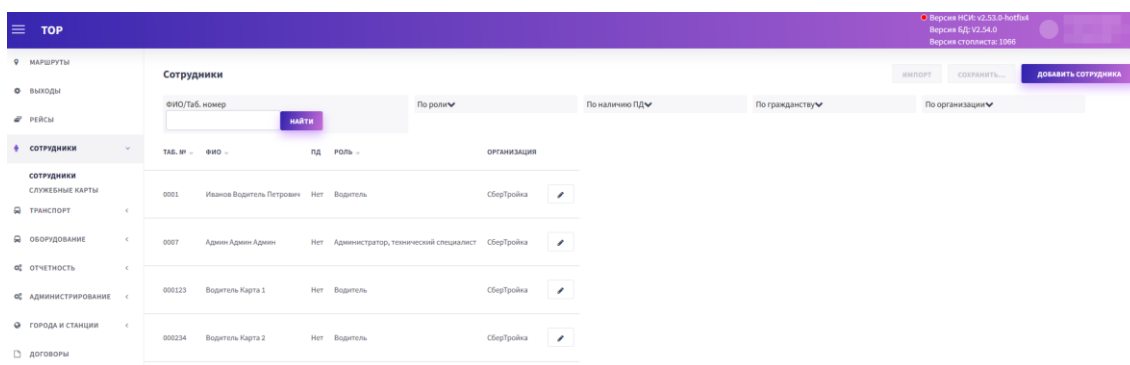 TOP
Версия НСИ: v2.53.0-hotfix4
Версия БД: V2.54.0
Версия стоплиста: 1066
МАРШРУТЫ
ВЫХОДЫ
РЕЙСЫ
СОТРУДНИКИ
СОТРУДНИКИ
СЛУЖЕБНЫЕ КАРТЫ
ТРАНСПОРТ
ОБОРУДОВАНИЕ
ОТЧЕТНОСТЬ
АДМИНИСТРИРОВАНИЕ
ГОРОДА И СТАНЦИИ
ДОГОВОРЫ
Сотрудники
ИМПОРТ СОХРАНИТЬ... ДОБАВИТЬ СОТРУДНИКА
ФИО/Таб. номер По роли По наличию ПД По гражданству По организации
НАЙТИ
ТАБ. № ФИО ПД РОЛЬ ОРГАНИЗАЦИЯ
0001 Иванов Водитель Петрович Нет Водитель СберТройка
0007 Админ Админ Админ Нет Администратор, технический специалист СберТройка
000123 Водитель Карта 1 Нет Водитель СберТройка
000234 Водитель Карта 2 Нет Водитель СберТройка